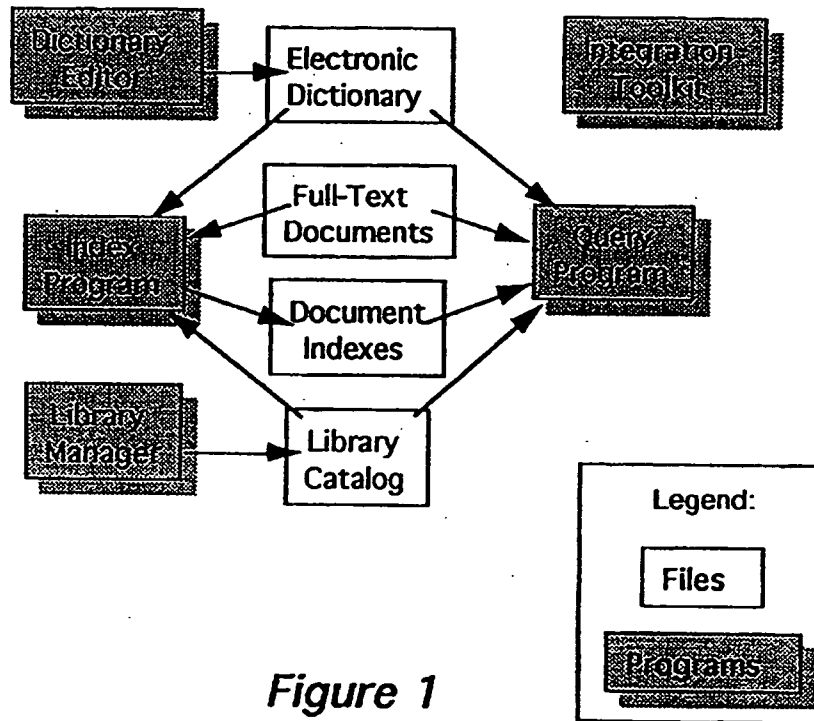 Dictionary
Editor
Electronic
Dictionary
Integration
Toolkit
Full-Text
Documents
Index
Program
Query
Program
Document
Indexes
Library
Manager
Library
Catalog
Legend:
Files
Programs
Figure 1